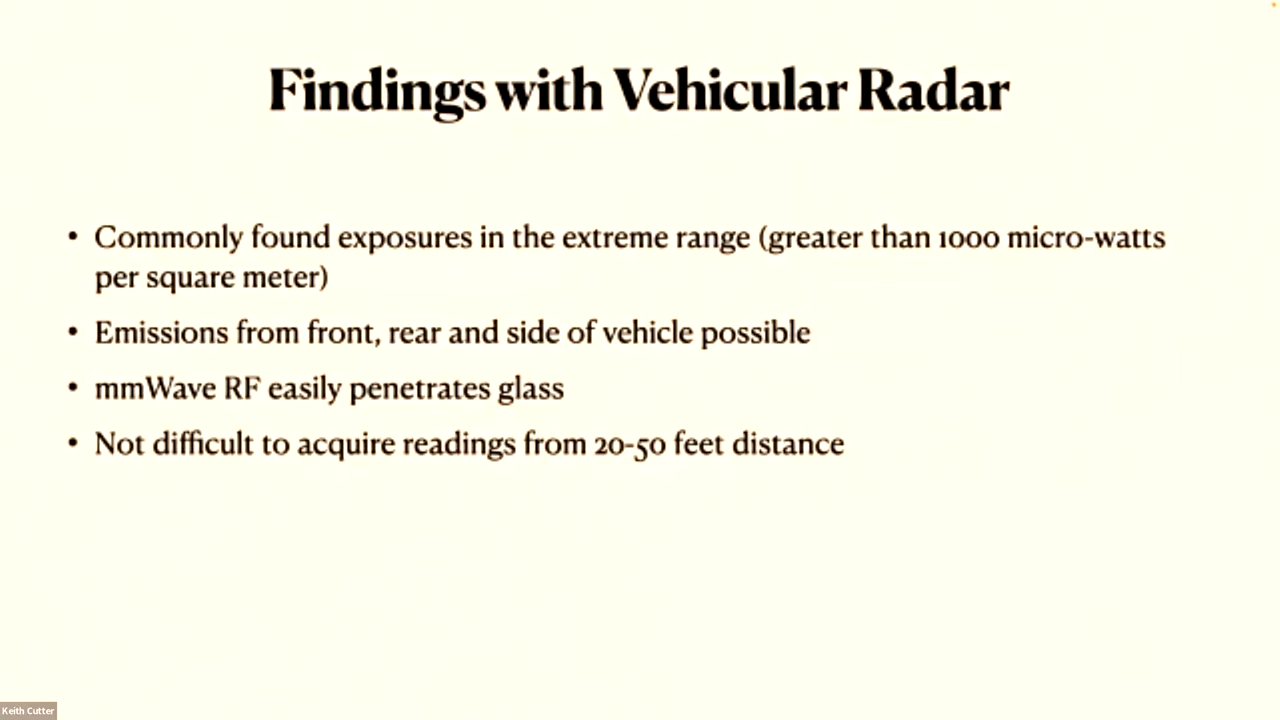 Findings with Vehicular Radar
• Commonly found exposures in the extreme range (greater than 1000 micro-watts
per square meter)
• Emissions from front, rear and side of vehicle possible
• mmWave RF easily penetrates glass
• Not difficult to acquire readings from 20-50 feet distance
Keith Cutter